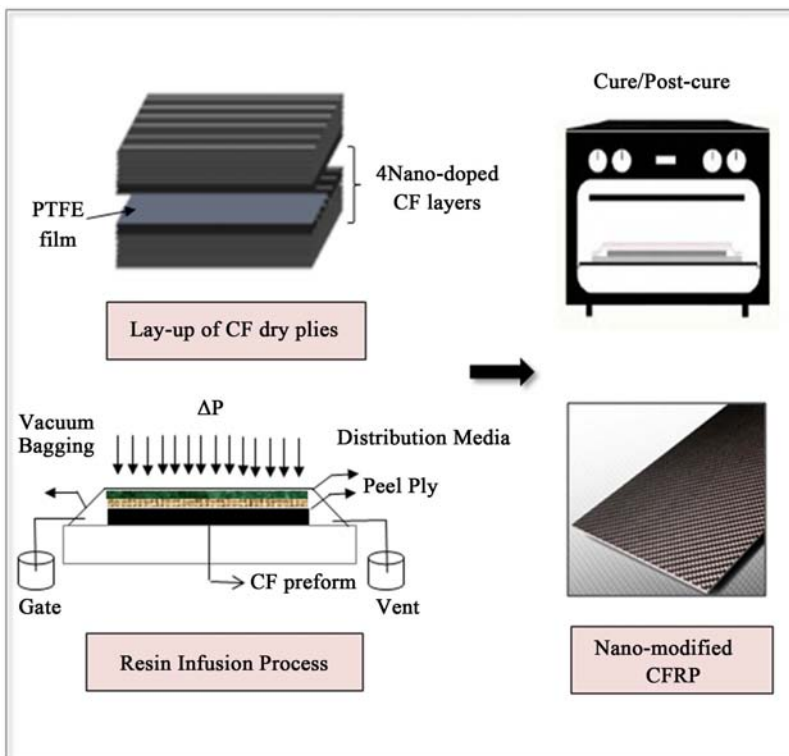 Cure/Post-cure
PTFE
film
4Nano-doped
CF layers
Lay-up of CF dry plies
ΔP
Vacuum
Bagging
Distribution Media
Peel Ply
CF preform
Gate
Vent
Resin Infusion Process
Nano-modified
CFRP